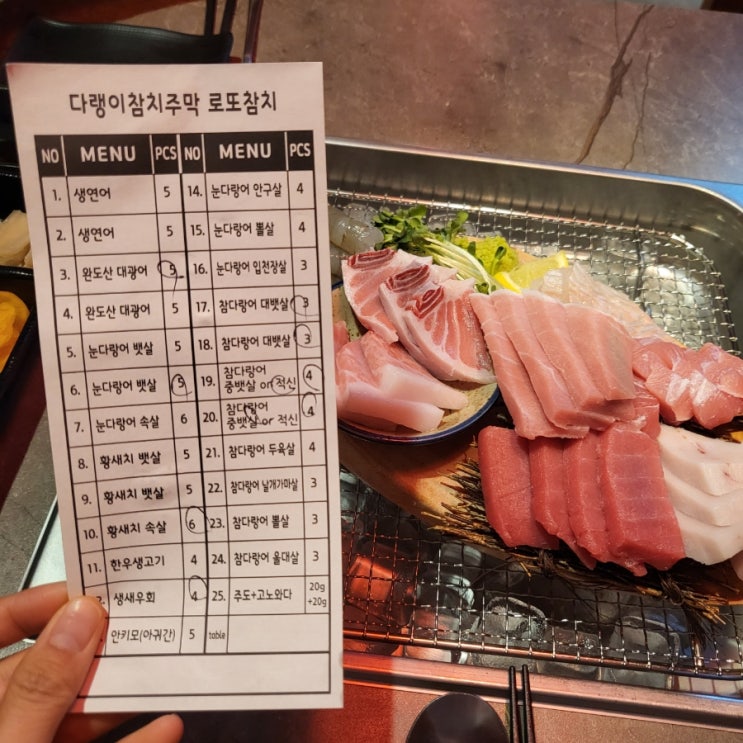 다랭이참치주막 로또참치
NO MENU PCS NO MENU PCS
1. 생연어 5 14. 눈다랑어 안구살 4
2. 생연어 5 15. 눈다랑어 뽈살 4
3. 완도산 대광어 5 16. 눈다랑어 입천장살 3
4. 완도산 대광어 5 17. 참다랑어 대뱃살 3
5. 눈다랑어 뱃살 5 18. 참다랑어 대뱃살 3
6. 눈다랑어 뱃살 5 19. 참다랑어 중뱃살 or 적신 4
7. 눈다랑어 속살 6 20. 참다랑어 중뱃살 or 적신 4
8. 황새치 뱃살 5 21. 참다랑어 두육살 4
9. 황새치 뱃살 5 22. 참다랑어 날개가마살 3
10. 황새치 속살 6 23. 참다랑어 뽈살 3
11. 한우생고기 4 24. 참다랑어 울대살 3
생새우회 4 25. 주도+고노와다 20g +20g
안키모(아귀간) 5 table